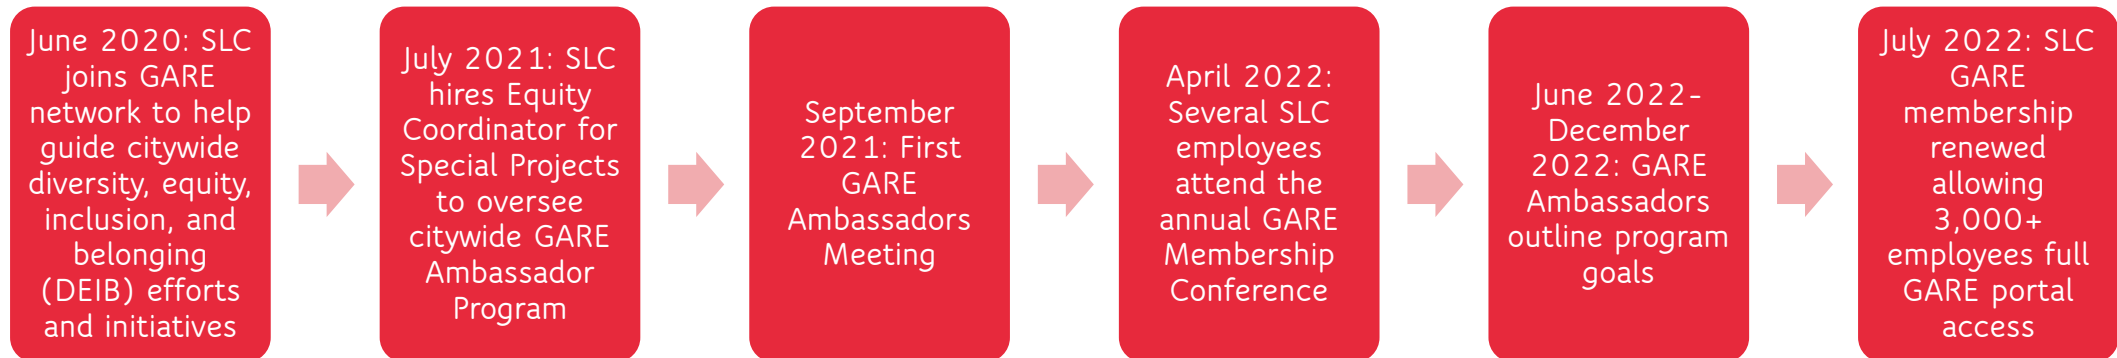 June 2020: SLC
joins GARE
network to help
guide citywide
diversity, equity,
inclusion, and
belonging
(DEIB) efforts
and initiatives
July 2021: SLC
hires Equity
Coordinator for
Special Projects
to oversee
citywide GARE
Ambassador
Program
September
2021: First
GARE
Ambassadors
Meeting
April 2022:
Several SLC
employees
attend the
annual GARE
Membership
Conference
June 2022-
December
2022: GARE
Ambassadors
outline program
goals
July 2022: SLC
GARE
membership
renewed
allowing
3,000+
employees full
GARE portal
access